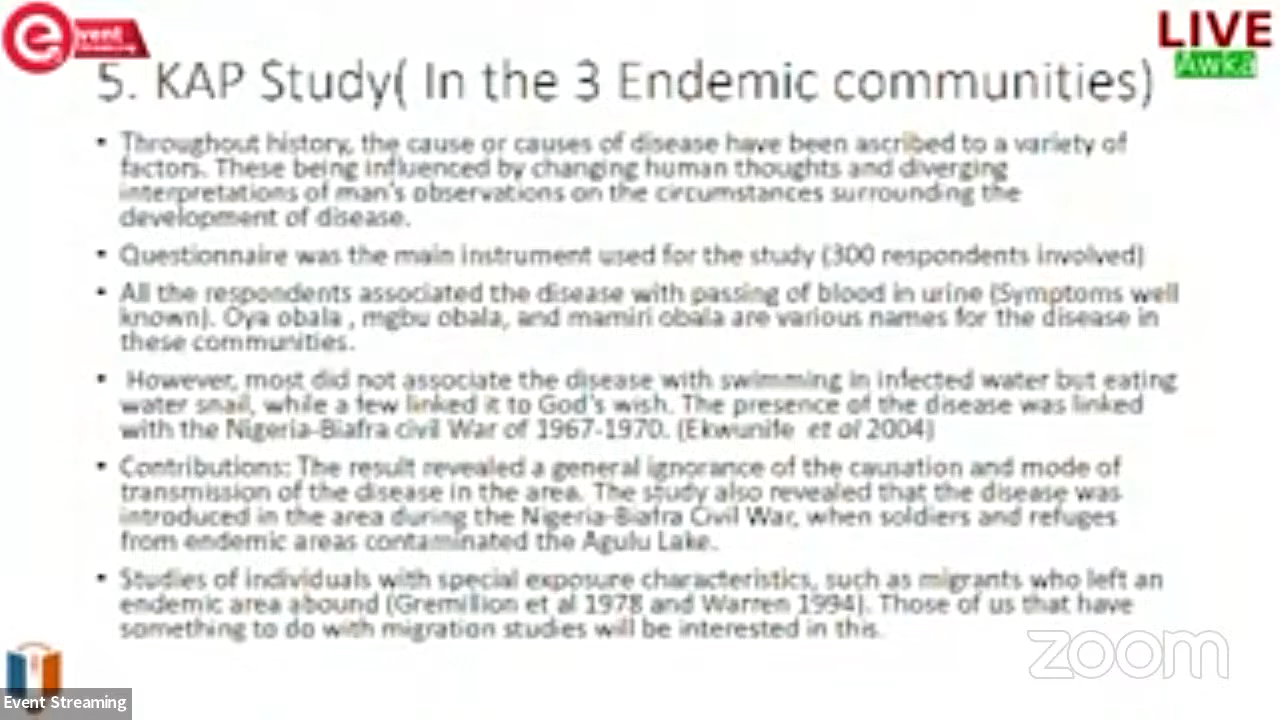 event
Streaming
LIVE
Awka
5. KAP Study( In the 3 Endemic communities)
• Throughout history, the cause or causes of disease have been ascribed to a variety of
factors. These being influenced by changing human thoughts and diverging
interpretations of man's observations on the circumstances surrounding the
development of disease.
• Questionnaire was the main instrument used for the study (300 respondents involved)
• All the respondents associated the disease with passing of blood in urine (Symptoms well
known). Oya obala , mgbu obala, and mamiri obala are various names for the disease in
these communities.
• However, most did not associate the disease with swimming in infected water but eating
water snail, while a few linked it to God's wish. The presence of the disease was linked
with the Nigeria-Biafra civil War of 1967-1970. (Ekwunife et al 2004)
• Contributions: The result revealed a general ignorance of the causation and mode of
transmission of the disease in the area. The study also revealed that the disease was
introduced in the area during the Nigeria-Biafra Civil War, when soldiers and refuges
from endemic areas contaminated the Agulu Lake.
• Studies of individuals with special exposure characteristics, such as migrants who left an
endemic area abound (Gremillion et al 1978 and Warren 1994). Those of us that have
something to do with migration studies will be interested in this.
zoom
Event Streaming